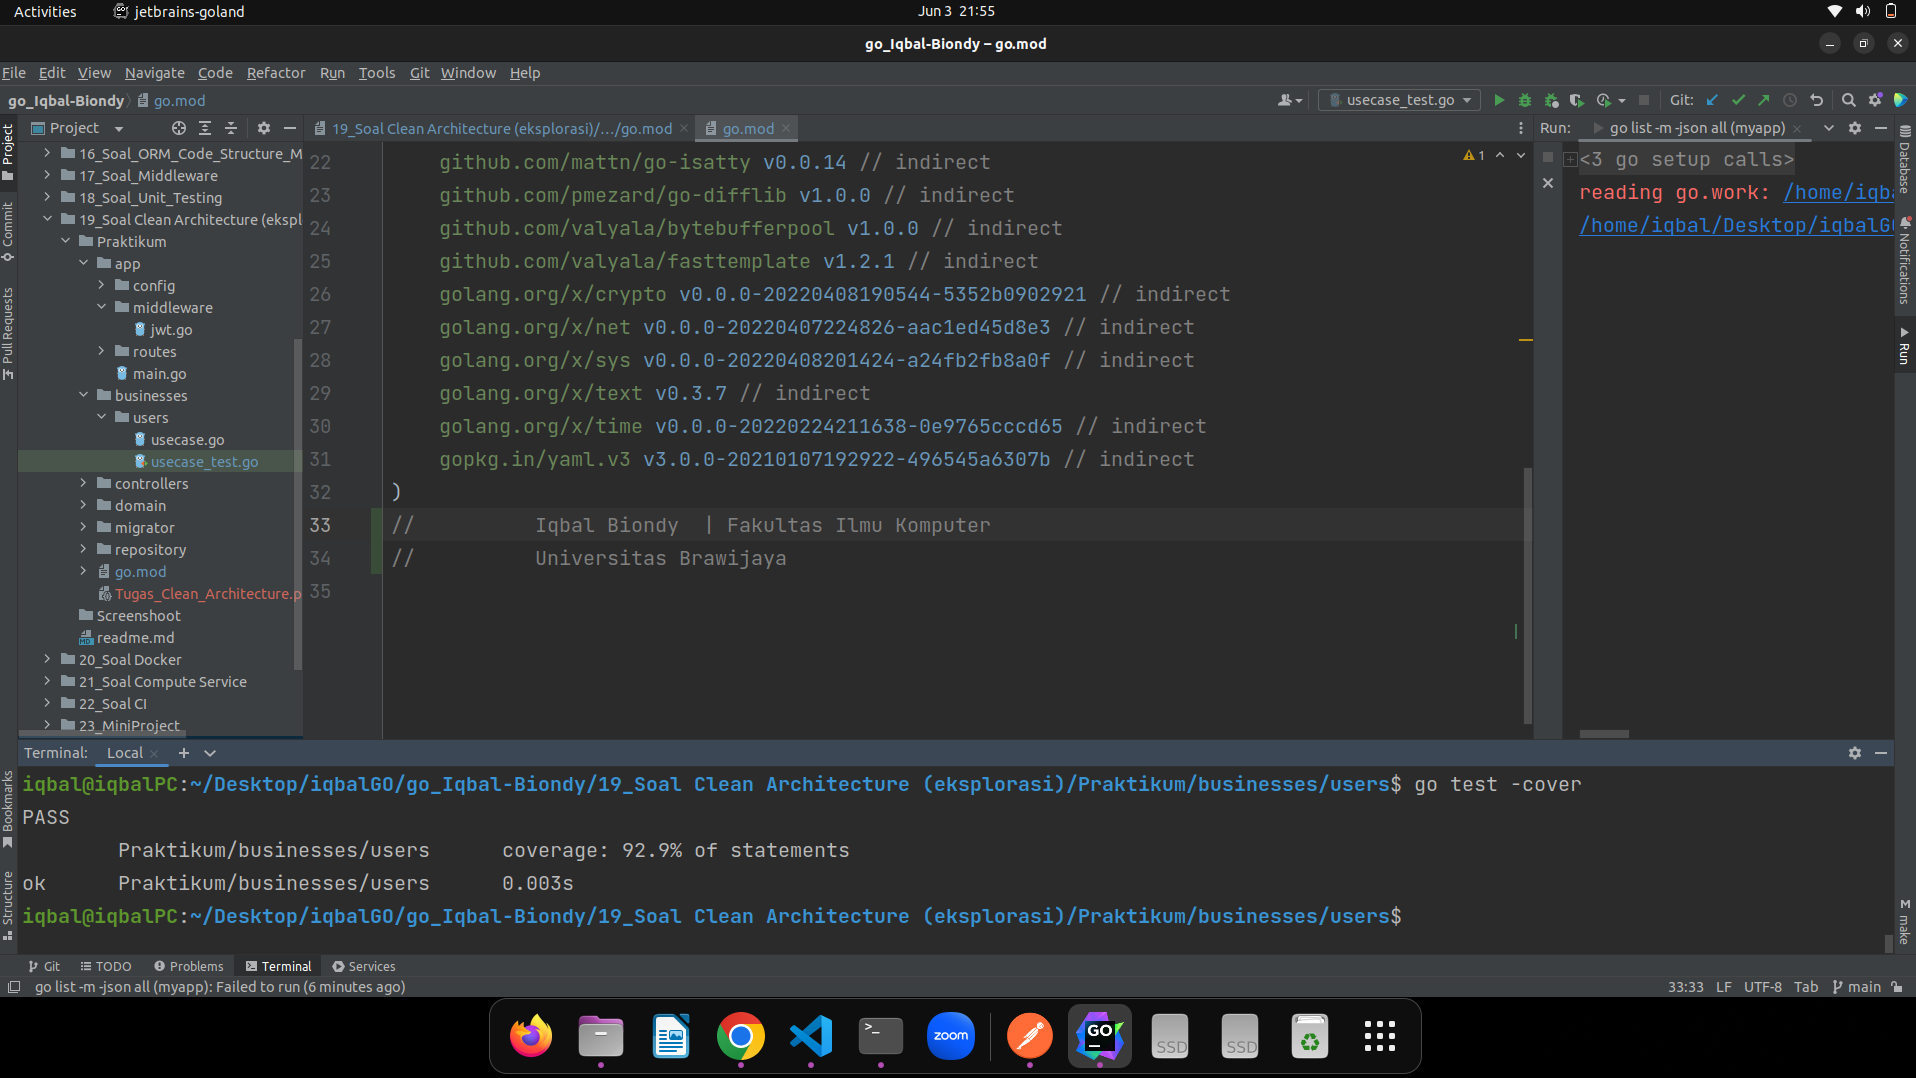 Activities
jetbrains-goland
Jun 3 21:55
go_Iqbal-Biondy – go.mod
File Edit View Navigate Code Refactor Run Tools Git Window Help
go_Iqbal-Biondy go.mod
usecase_test.go
Git:
Project
19_Soal Clean Architecture (eksplorasi)/.../go.mod
go.mod
Run: go list -m -json all (myapp)
Project
Commit
Pull Requests
Bookmarks
Structure
16_Soal_ORM_Code_Structure_M
17_Soal_Middleware
18_Soal_Unit_Testing
19_Soal Clean Architecture (ekspl
Praktikum
app
config
middleware
jwt.go
routes
main.go
businesses
users
usecase.go
usecase_test.go
controllers
domain
migrator
repository
go.mod
Tugas_Clean_Architecture.p
Screenshoot
readme.md
20_Soal Docker
21_Soal Compute Service
22_Soal CI
23_MiniProject
22 github.com/mattn/go-isatty v0.0.14 // indirect
23 github.com/pmezard/go-difflib v1.0.0 // indirect
24 github.com/valyala/bytebufferpool v1.0.0 // indirect
25 github.com/valyala/fasttemplate v1.2.1 // indirect
26 golang.org/x/crypto v0.0.0-20220408190544-5352b0902921 // indirect
27 golang.org/x/net v0.0.0-20220407224826-aac1ed45d8e3 // indirect
28 golang.org/x/sys v0.0.0-20220408201424-a24fb2fb8a0f // indirect
29 golang.org/x/text v0.3.7 // indirect
30 golang.org/x/time v0.0.0-20220224211638-0e9765cccd65 // indirect
31 gopkg.in/yaml.v3 v3.0.0-20210107192922-496545a6307b // indirect
32 )
33 // Iqbal Biondy | Fakultas Ilmu Komputer
34 // Universitas Brawijaya
35
1
<3 go setup calls>
reading go.work: /home/iqba
/home/iqbal/Desktop/iqbalG
Database
Notifications
Run
make
Terminal: Local
iqbal@iqbalPC:~/Desktop/iqbalGO/go_Iqbal-Biondy/19_Soal Clean Architecture (eksplorasi)/Praktikum/businesses/users$ go test -cover
PASS
Praktikum/businesses/users coverage: 92.9% of statements
ok Praktikum/businesses/users 0.003s
iqbal@iqbalPC:~/Desktop/iqbalGO/go_Iqbal-Biondy/19_Soal Clean Architecture (eksplorasi)/Praktikum/businesses/users$
Git TODO Problems Terminal Services
go list -m -json all (myapp): Failed to run (6 minutes ago)
33:33 LF UTF-8 Tab main
zoom
GO
SSD
SSD